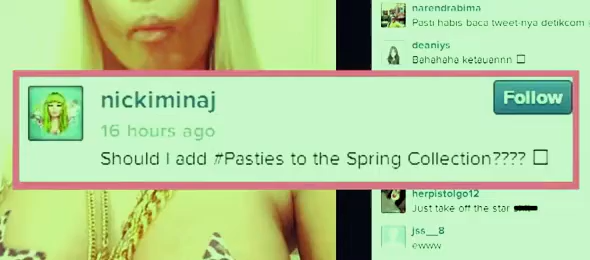 narendrabima
Pasti habis baca tweet-nya detikcom
deaniys
Bahahaha ketauannn □
nickiminaj
Follow
16 hours ago
Should I add #Pasties to the Spring Collection???? □
herpistolgo12
Just take off the star
jss__8
ewww